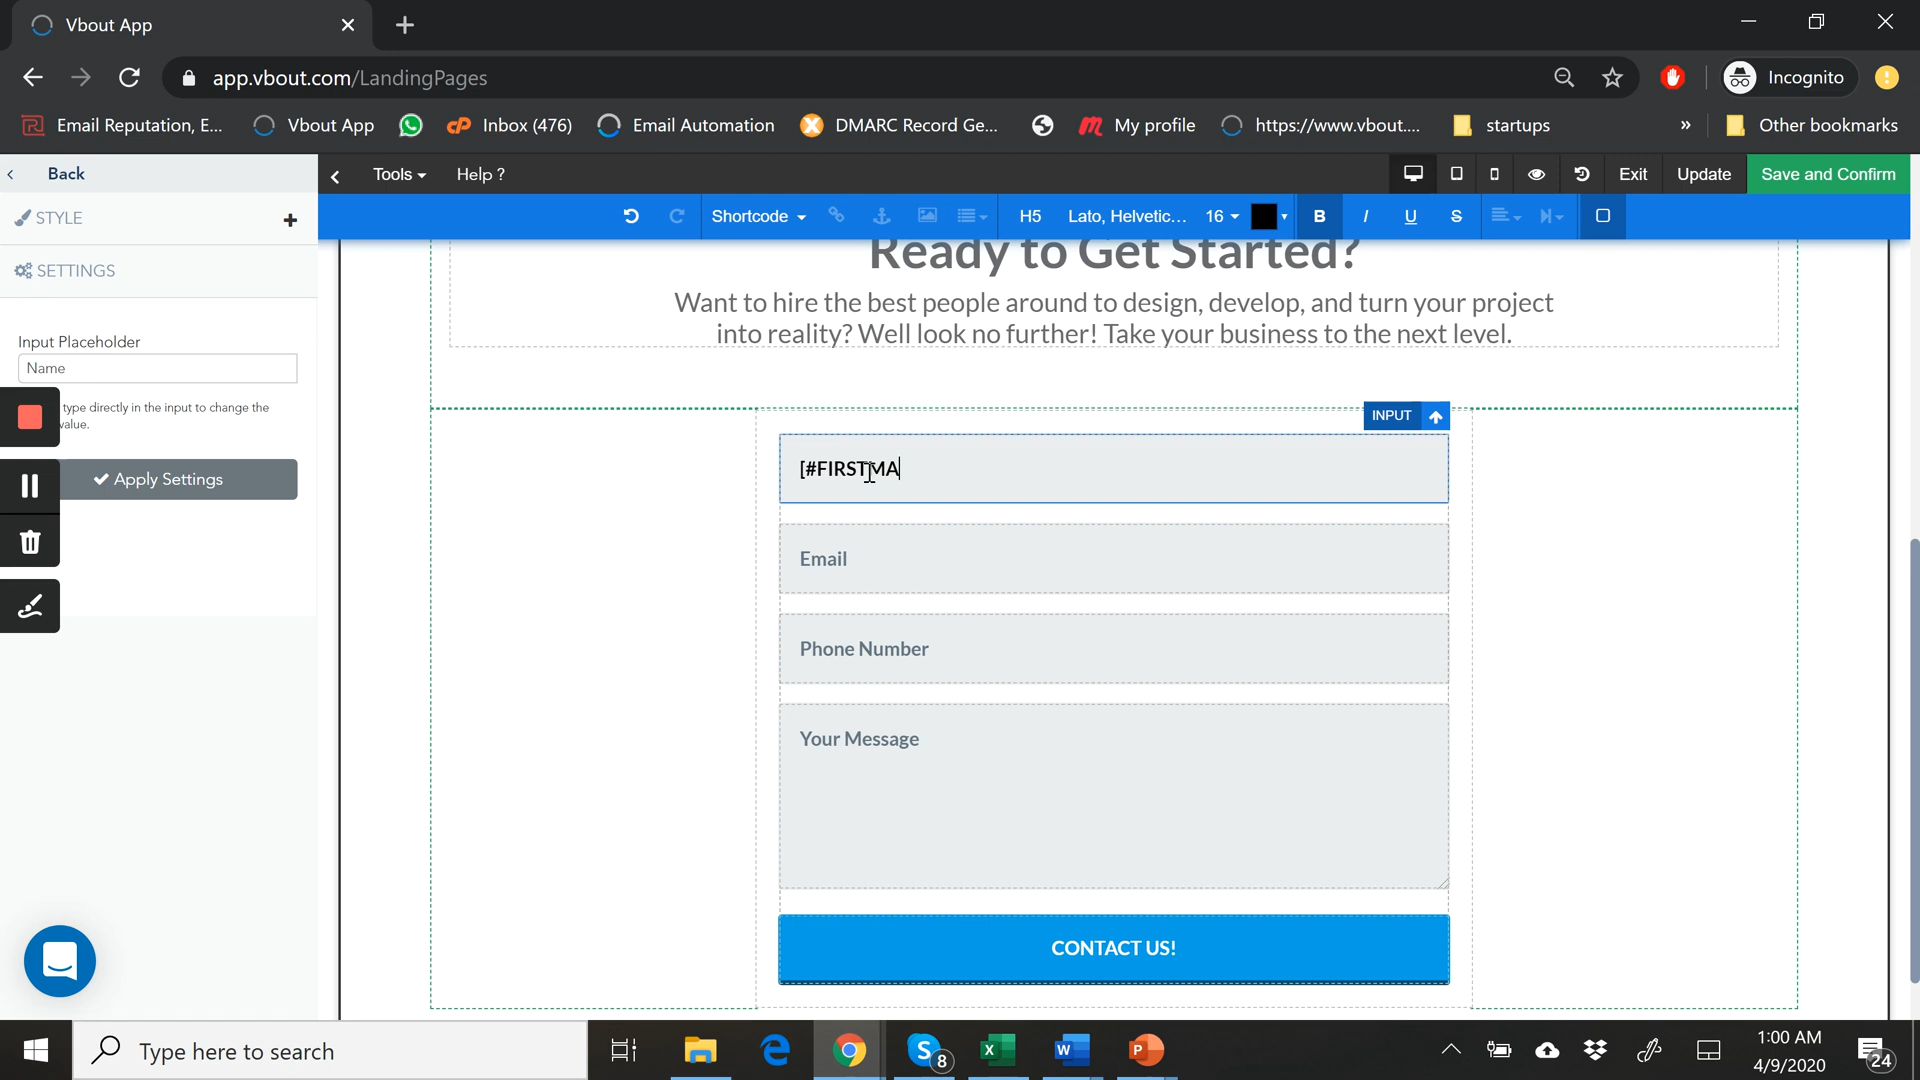 Vbout App
app.vbout.com/LandingPages
Incognito
Email Reputation, E...
Vbout App
Inbox (476)
Email Automation
DMARC Record Ge...
My profile
https://www.vbout....
startups
»
Other bookmarks
Back
Tools
Help ?
Exit
Update
Save and Confirm
STYLE
Shortcode
H5
Lato, Helvetic...
16
B
I
U
S
SETTINGS
Ready to Get Started?
Want to hire the best people around to design, develop, and turn your project
into reality? Well look no further! Take your business to the next level.
Input Placeholder
Name
type directly in the input to change the
value.
Apply Settings
INPUT
[#FIRSTMA
Email
Phone Number
Your Message
CONTACT US!
Type here to search
8
1:00 AM
4/9/2020
24